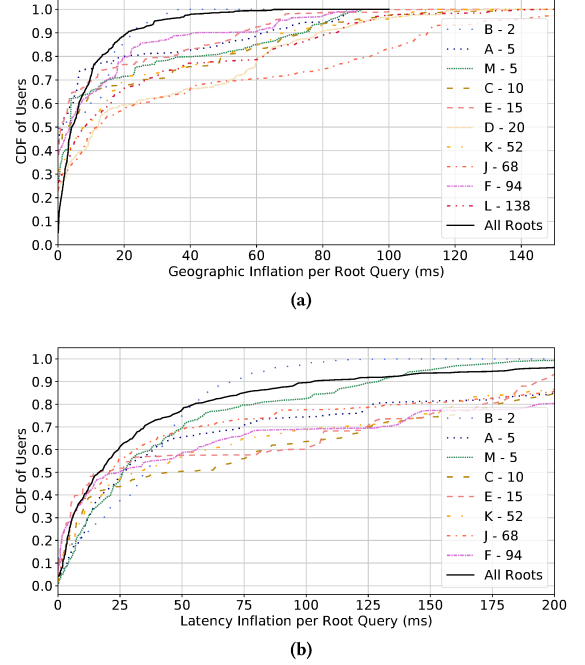 1.0
0.9
0.8
0.7
0.6
0.5
0.4
0.3
0.2
0.1
0.0
CDF of Users
B - 2
A - 5
M - 5
C - 10
E - 15
D - 20
K - 52
J - 68
F - 94
L - 138
All Roots
0 20 40 60 80 100 120 140
Geographic Inflation per Root Query (ms)
(a)
1.0
0.9
0.8
0.7
0.6
0.5
0.4
0.3
0.2
0.1
0.0
CDF of Users
B - 2
A - 5
M - 5
C - 10
E - 15
K - 52
J - 68
F - 94
All Roots
0 25 50 75 100 125 150 175 200
Latency Inflation per Root Query (ms)
(b)